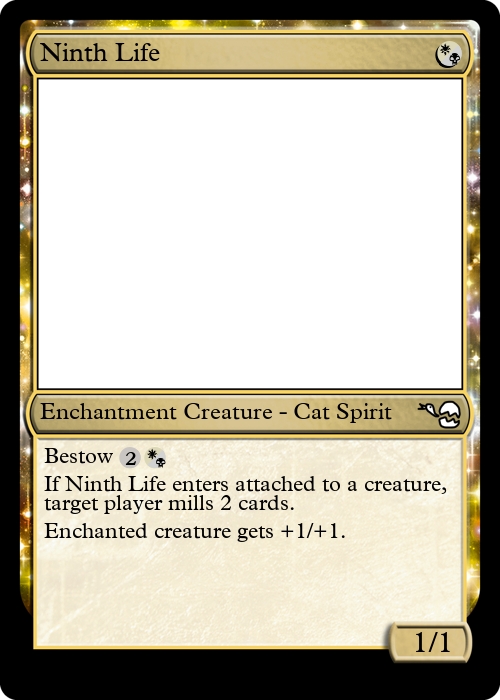 Ninth Life
Enchantment Creature - Cat Spirit
Bestow 2
If Ninth Life enters attached to a creature,
target player mills 2 cards.
Enchanted creature gets +1/+1.
1/1